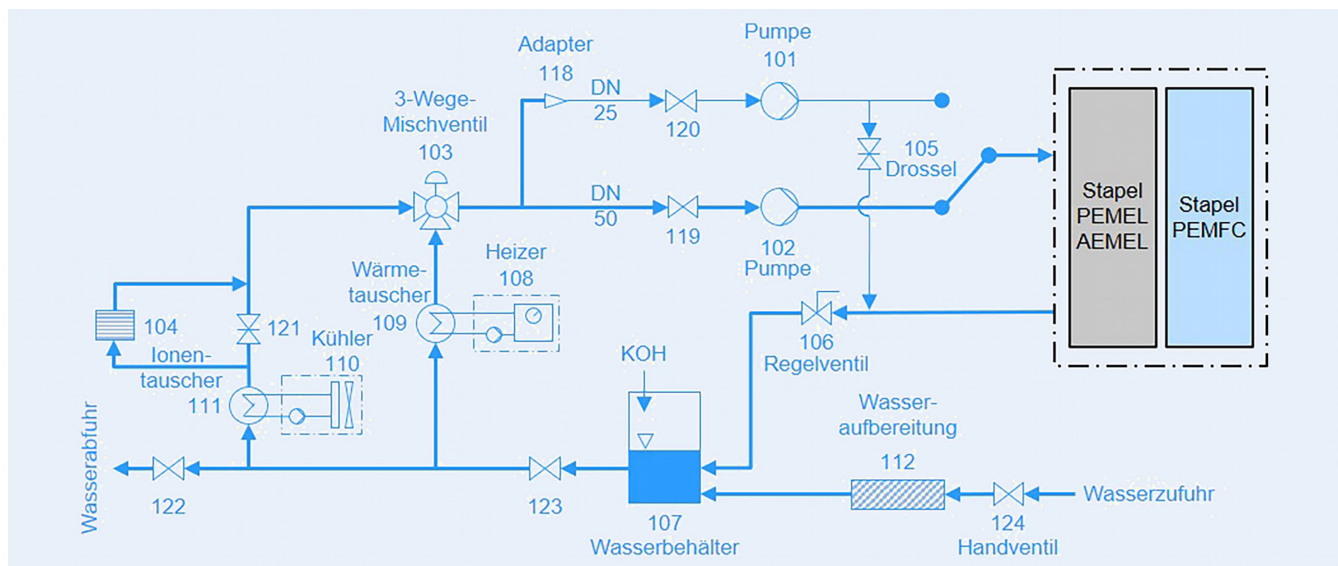 Pumpe
101
Adapter
118
DN
25
120
3-Wege-
Mischventil
103
105
Drossel
DN
50
119
102
Pumpe
Stapel
PEMEL
AEMEL
Stapel
PEMFC
Heizer
108
Wärme-
tauscher
109
104
121
Ionen-
tauscher
111
Kühler
110
106
Regelventil
KOH
Wasser-
aufbereitung
112
Wasserabfuhr
122
123
107
Wasserbehälter
Wasserzufuhr
124
Handventil